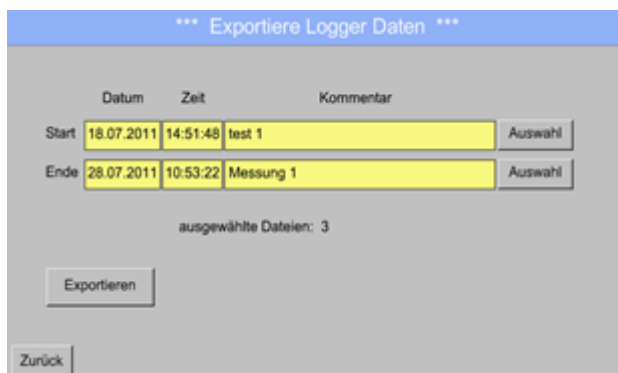 *** Exportiere Logger Daten ***
Datum Zeit Kommentar
Start 18.07.2011 14:51:48 test 1 Auswahl
Ende 28.07.2011 10:53:22 Messung 1 Auswahl
ausgewählte Dateien: 3
Exportieren
Zurück